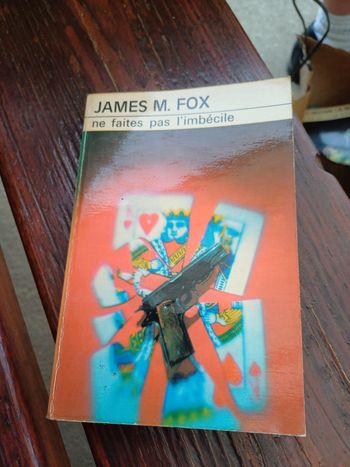 JAMES M. FOX
ne faites pas l'imbécile